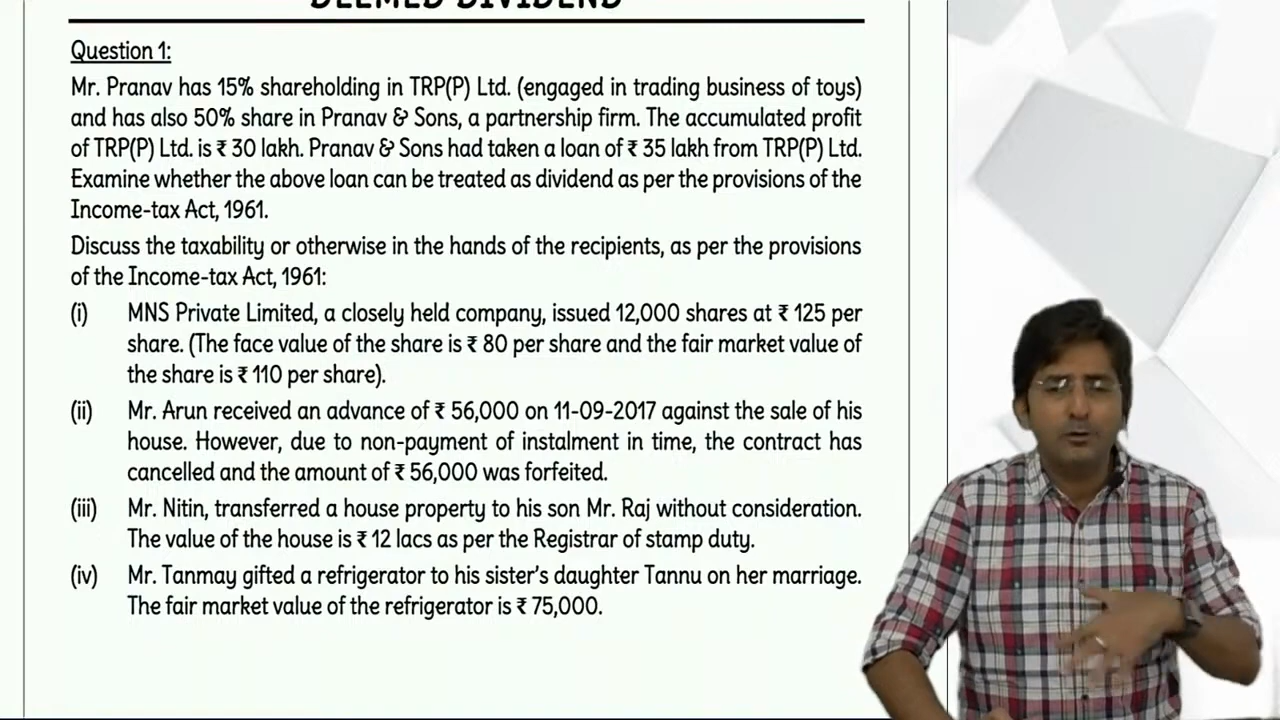 DEEMED DIVIDEND
Question 1:
Mr. Pranav has 15% shareholding in TRP(P) Ltd. (engaged in trading business of toys)
and has also 50% share in Pranav & Sons, a partnership firm. The accumulated profit
of TRP(P) Ltd. is ₹ 30 lakh. Pranav & Sons had taken a loan of ₹ 35 lakh from TRP(P) Ltd.
Examine whether the above loan can be treated as dividend as per the provisions of the
Income-tax Act, 1961.
Discuss the taxability or otherwise in the hands of the recipients, as per the provisions
of the Income-tax Act, 1961:
(i) MNS Private Limited, a closely held company, issued 12,000 shares at ₹ 125 per
share. (The face value of the share is ₹ 80 per share and the fair market value of
the share is ₹ 110 per share).
(ii) Mr. Arun received an advance of ₹ 56,000 on 11-09-2017 against the sale of his
house. However, due to non-payment of instalment in time, the contract has
cancelled and the amount of ₹ 56,000 was forfeited.
(iii) Mr. Nitin, transferred a house property to his son Mr. Raj without consideration.
The value of the house is ₹ 12 lacs as per the Registrar of stamp duty.
(iv) Mr. Tanmay gifted a refrigerator to his sister's daughter Tannu on her marriage.
The fair market value of the refrigerator is ₹ 75,000.